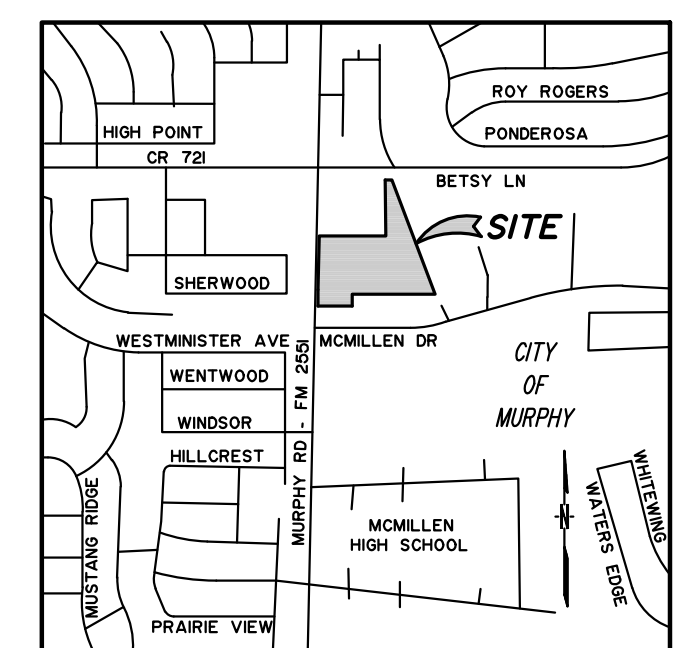 ROY ROGERS
HIGH POINT
PONDEROSA
CR 721
BETSY LN
SITE
SHERWOOD
WESTMINISTER AVE
MCMILLEN DR
CITY
OF
MURPHY
WENTWOOD
WINDSOR
MURPHY RD - FM 2551
HILLCREST
MUSTANG RIDGE
MCMILLEN
HIGH SCHOOL
N
WHITEWING
WATERS EDGE
PRAIRIE VIEW